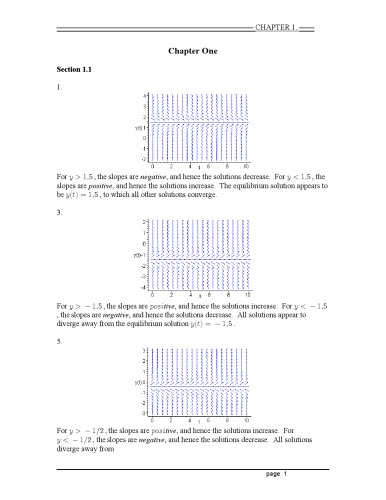 CHAPTER 1.
Chapter One
Section 1.1
1.
4
3
2
y(t) 1
0
-1
-2
0 2 4 t 6 8 10
For y > 1.5 , the slopes are negative, and hence the solutions decrease. For y < 1.5 , the
slopes are positive, and hence the solutions increase. The equilibrium solution appears to
be y(t) = 1.5 , to which all other solutions converge.
3.
2
1
0
y(t) -1
-2
-3
-4
0 2 4 t 6 8 10
For y > − 1.5 , the slopes are positive, and hence the solutions increase. For y < − 1.5
, the slopes are negative, and hence the solutions decrease. All solutions appear to
diverge away from the equilibrium solution y(t) = − 1.5 .
5.
3
2
1
y(t) 0
-1
-2
-3
0 2 4 t 6 8 10
For y > − 1/2 , the slopes are positive, and hence the solutions increase. For
y < − 1/2 , the slopes are negative, and hence the solutions decrease. All solutions
diverge away from
page 1